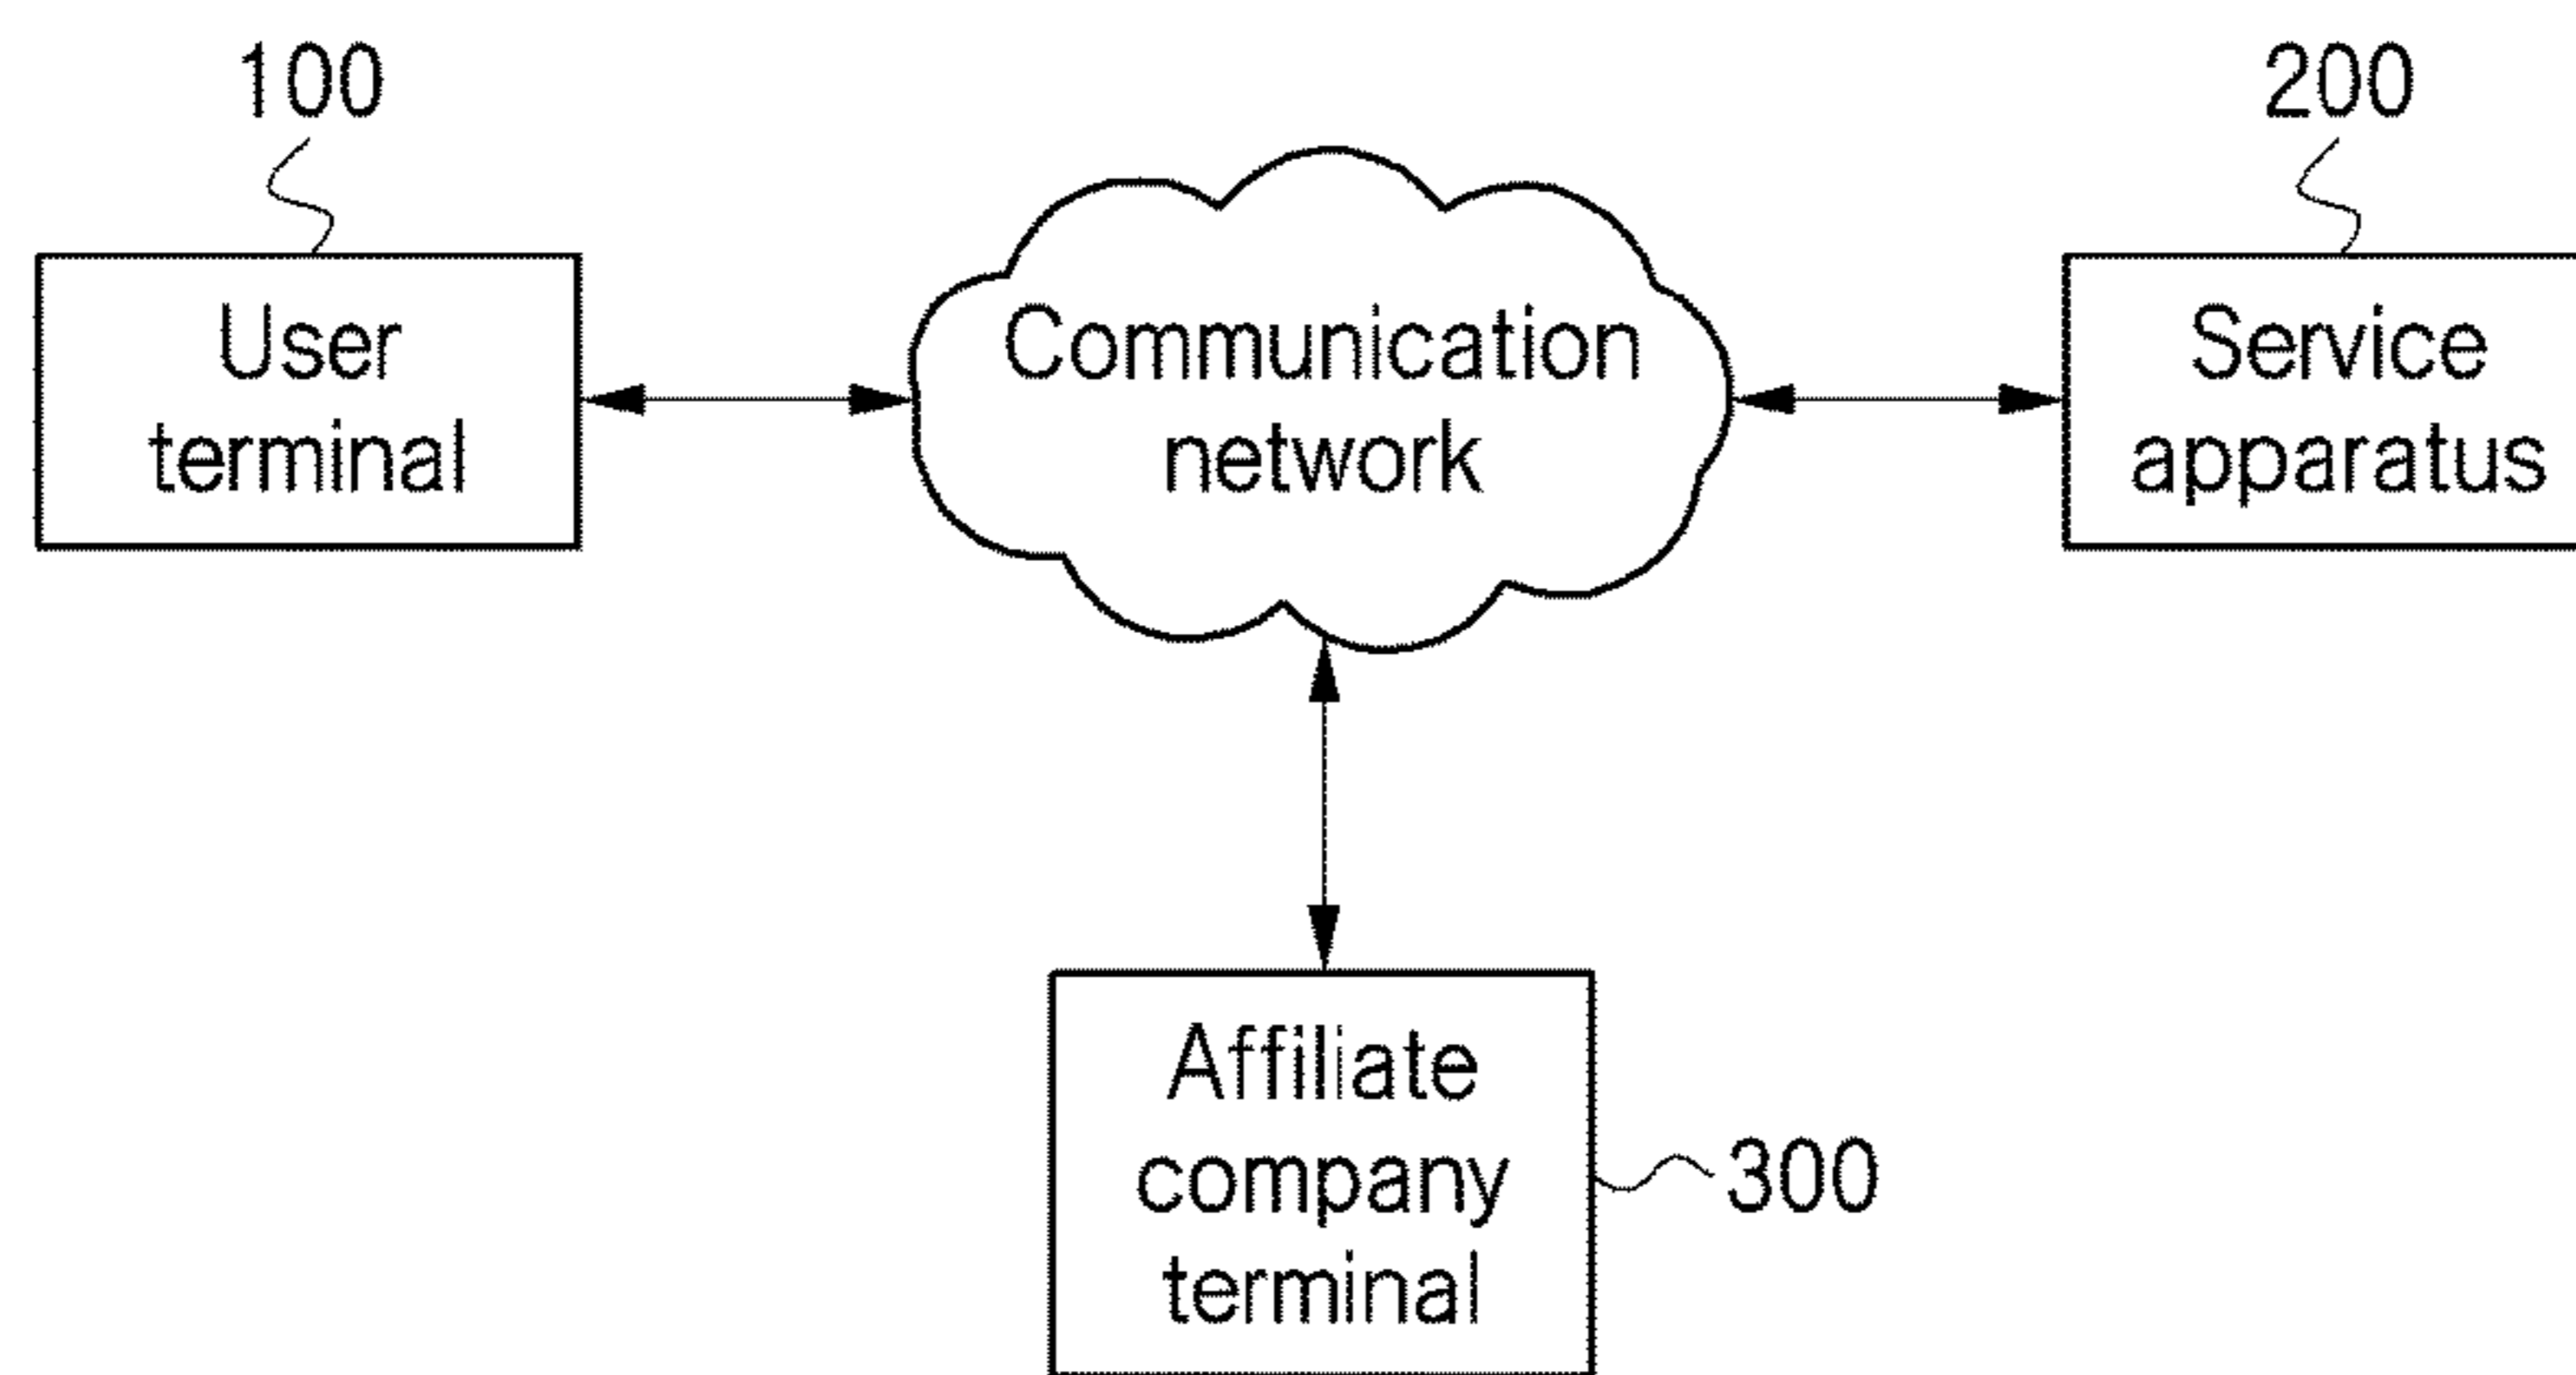 100
200
User
terminal
Communication
network
Service
apparatus
Affiliate
company
terminal
300